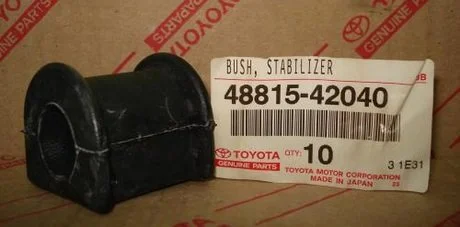 TOYOTA
GENUINE PARTS
BUSH, STABILIZER
48815-42040
TOYOTA QTY: 10
GENUINE PARTS
3 1E31
TOYOTA MOTOR CORPORATION
MADE IN JAPAN 23